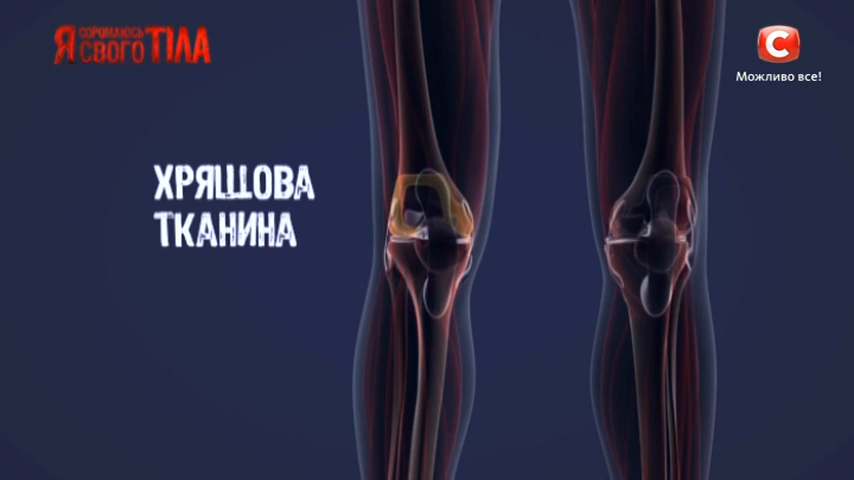 Я СОРОМЛЮСЬ СВОГО ТІЛА
С
Можливо все!
ХРЯЩОВА
ТКАНИНА